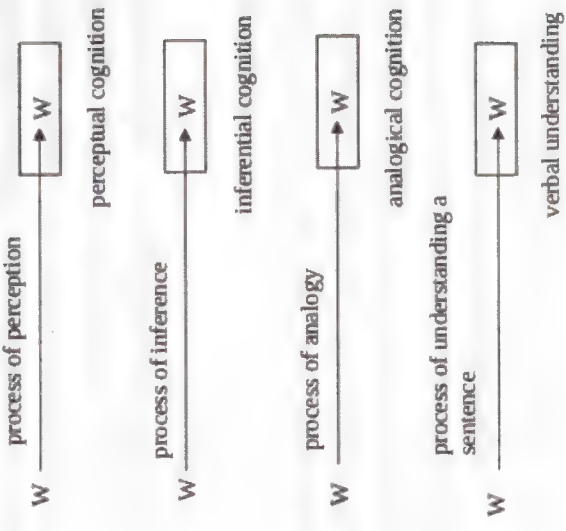 process of perception
W W
perceptual cognition
process of inference
W W
inferential cognition
process of analogy
W W
analogical cognition
process of understanding a
sentence
W W
verbal understanding